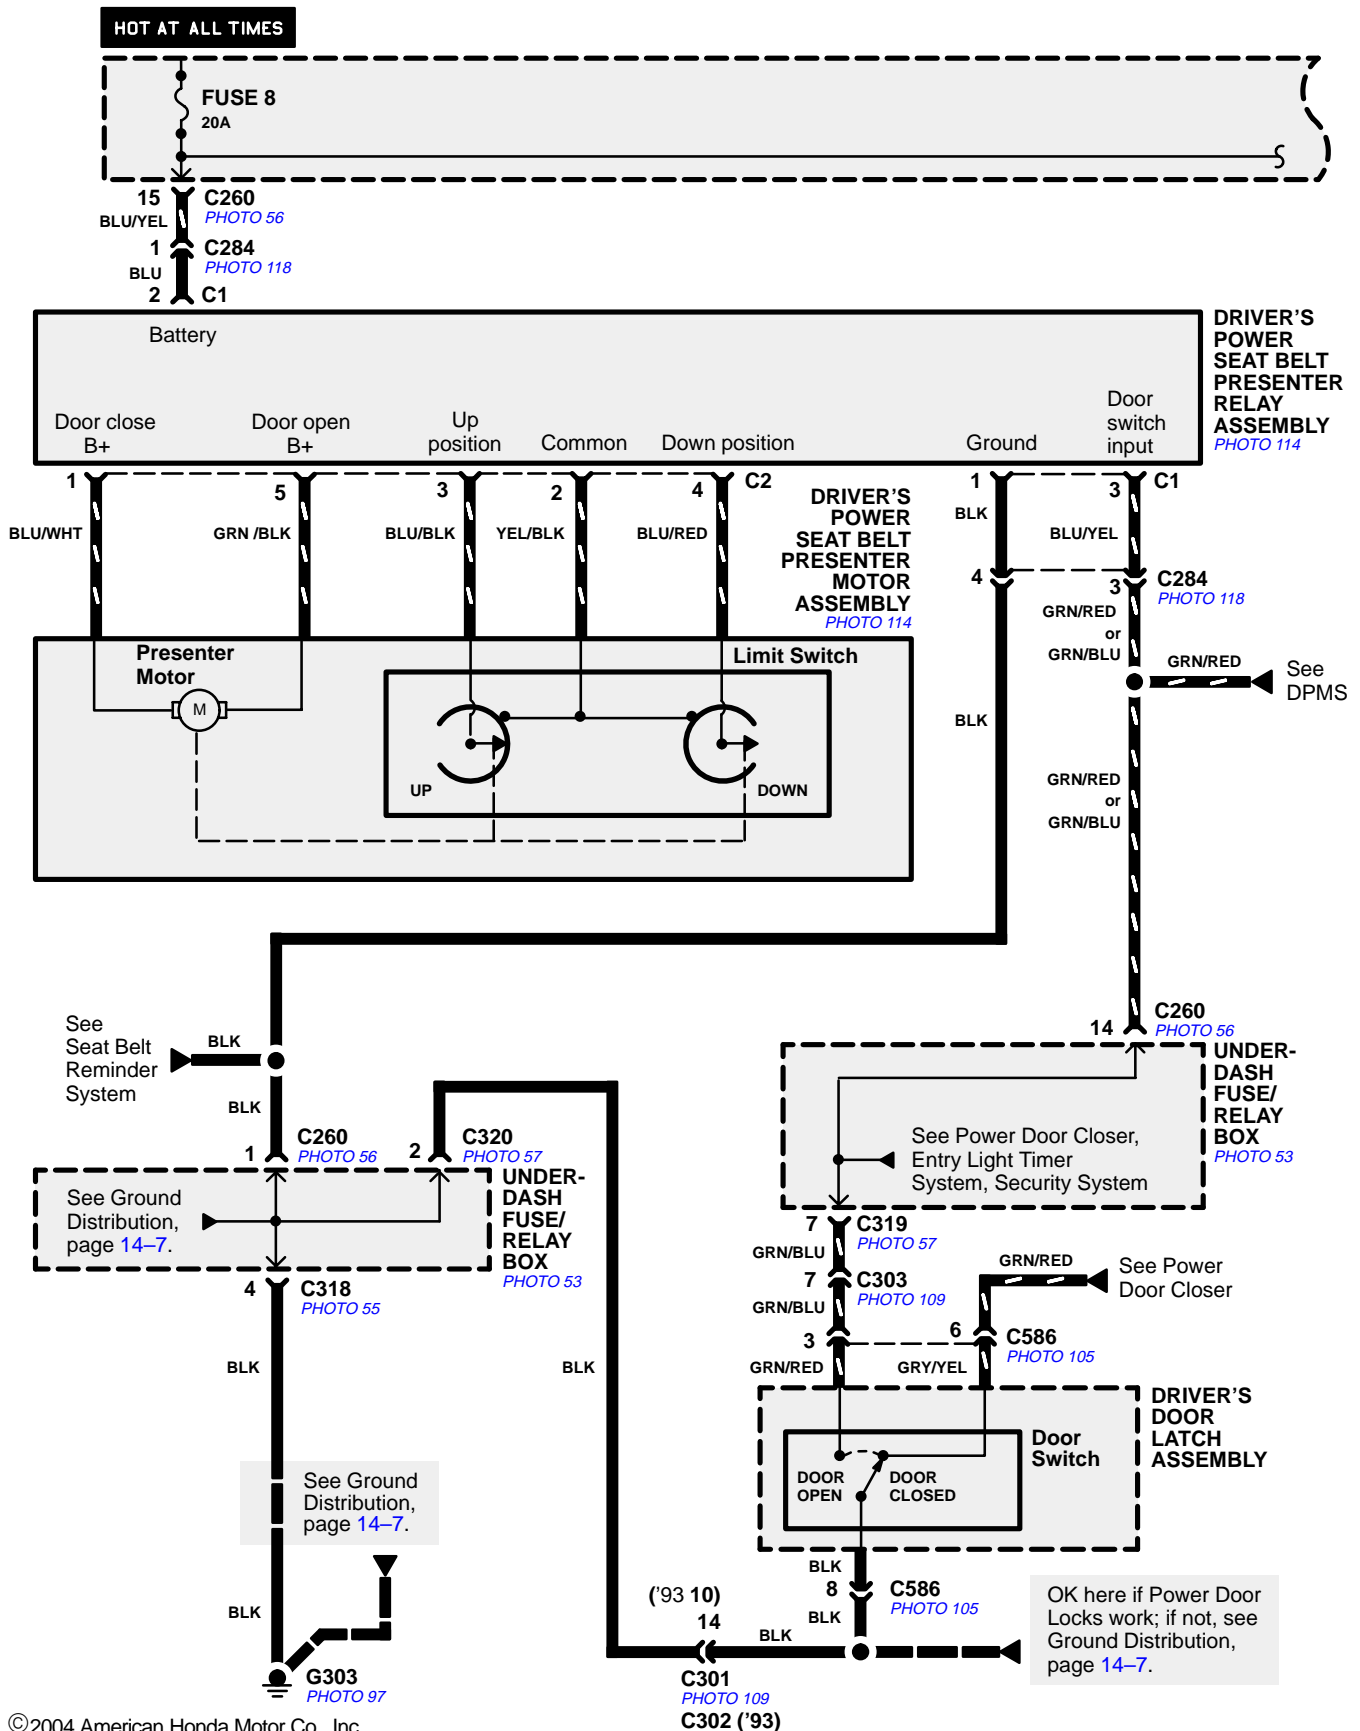 HOT AT ALL TIMES
FUSE 8
20A
15
C260
PHOTO 56
BLU/YEL
1
C284
PHOTO 118
BLU
2
C1
Battery
DRIVER'S
POWER
SEAT BELT
PRESENTER
RELAY
ASSEMBLY
PHOTO 114
Door close
B+
Door open
B+
Up
position
Common
Down position
Ground
Door
switch
input
1
5
3
2
4
C2
1
3
C1
BLU/WHT
GRN /BLK
BLU/BLK
YEL/BLK
BLU/RED
DRIVER'S
POWER
SEAT BELT
PRESENTER
MOTOR
ASSEMBLY
PHOTO 114
BLK
BLU/YEL
4
3
C284
PHOTO 118
GRN/RED
or
GRN/BLU
GRN/RED
See
DPMS
Presenter
Motor
M
Limit Switch
UP
DOWN
BLK
GRN/RED
or
GRN/BLU
14
C260
PHOTO 56
See
Seat Belt
Reminder
System
BLK
BLK
1
C260
PHOTO 56
2
C320
PHOTO 57
UNDER-
DASH
FUSE/
RELAY
BOX
PHOTO 53
See Ground
Distribution,
page 14–7.
UNDER-
DASH
FUSE/
RELAY
BOX
PHOTO 53
See Power Door Closer,
Entry Light Timer
System, Security System
4
C318
PHOTO 55
7
C319
PHOTO 57
GRN/BLU
7
C303
PHOTO 109
GRN/BLU
GRN/RED
See Power
Door Closer
3
6
C586
PHOTO 105
BLK
BLK
GRN/RED
GRY/YEL
DRIVER'S
DOOR
LATCH
ASSEMBLY
Door
Switch
DOOR
OPEN
DOOR
CLOSED
See Ground
Distribution,
page 14–7.
BLK
8
C586
PHOTO 105
BLK
BLK
('93 10)
14
BLK
C301
PHOTO 109
C302 ('93)
OK here if Power Door
Locks work; if not, see
Ground Distribution,
page 14–7.
G303
PHOTO 97
©2004 American Honda Motor Co., Inc.